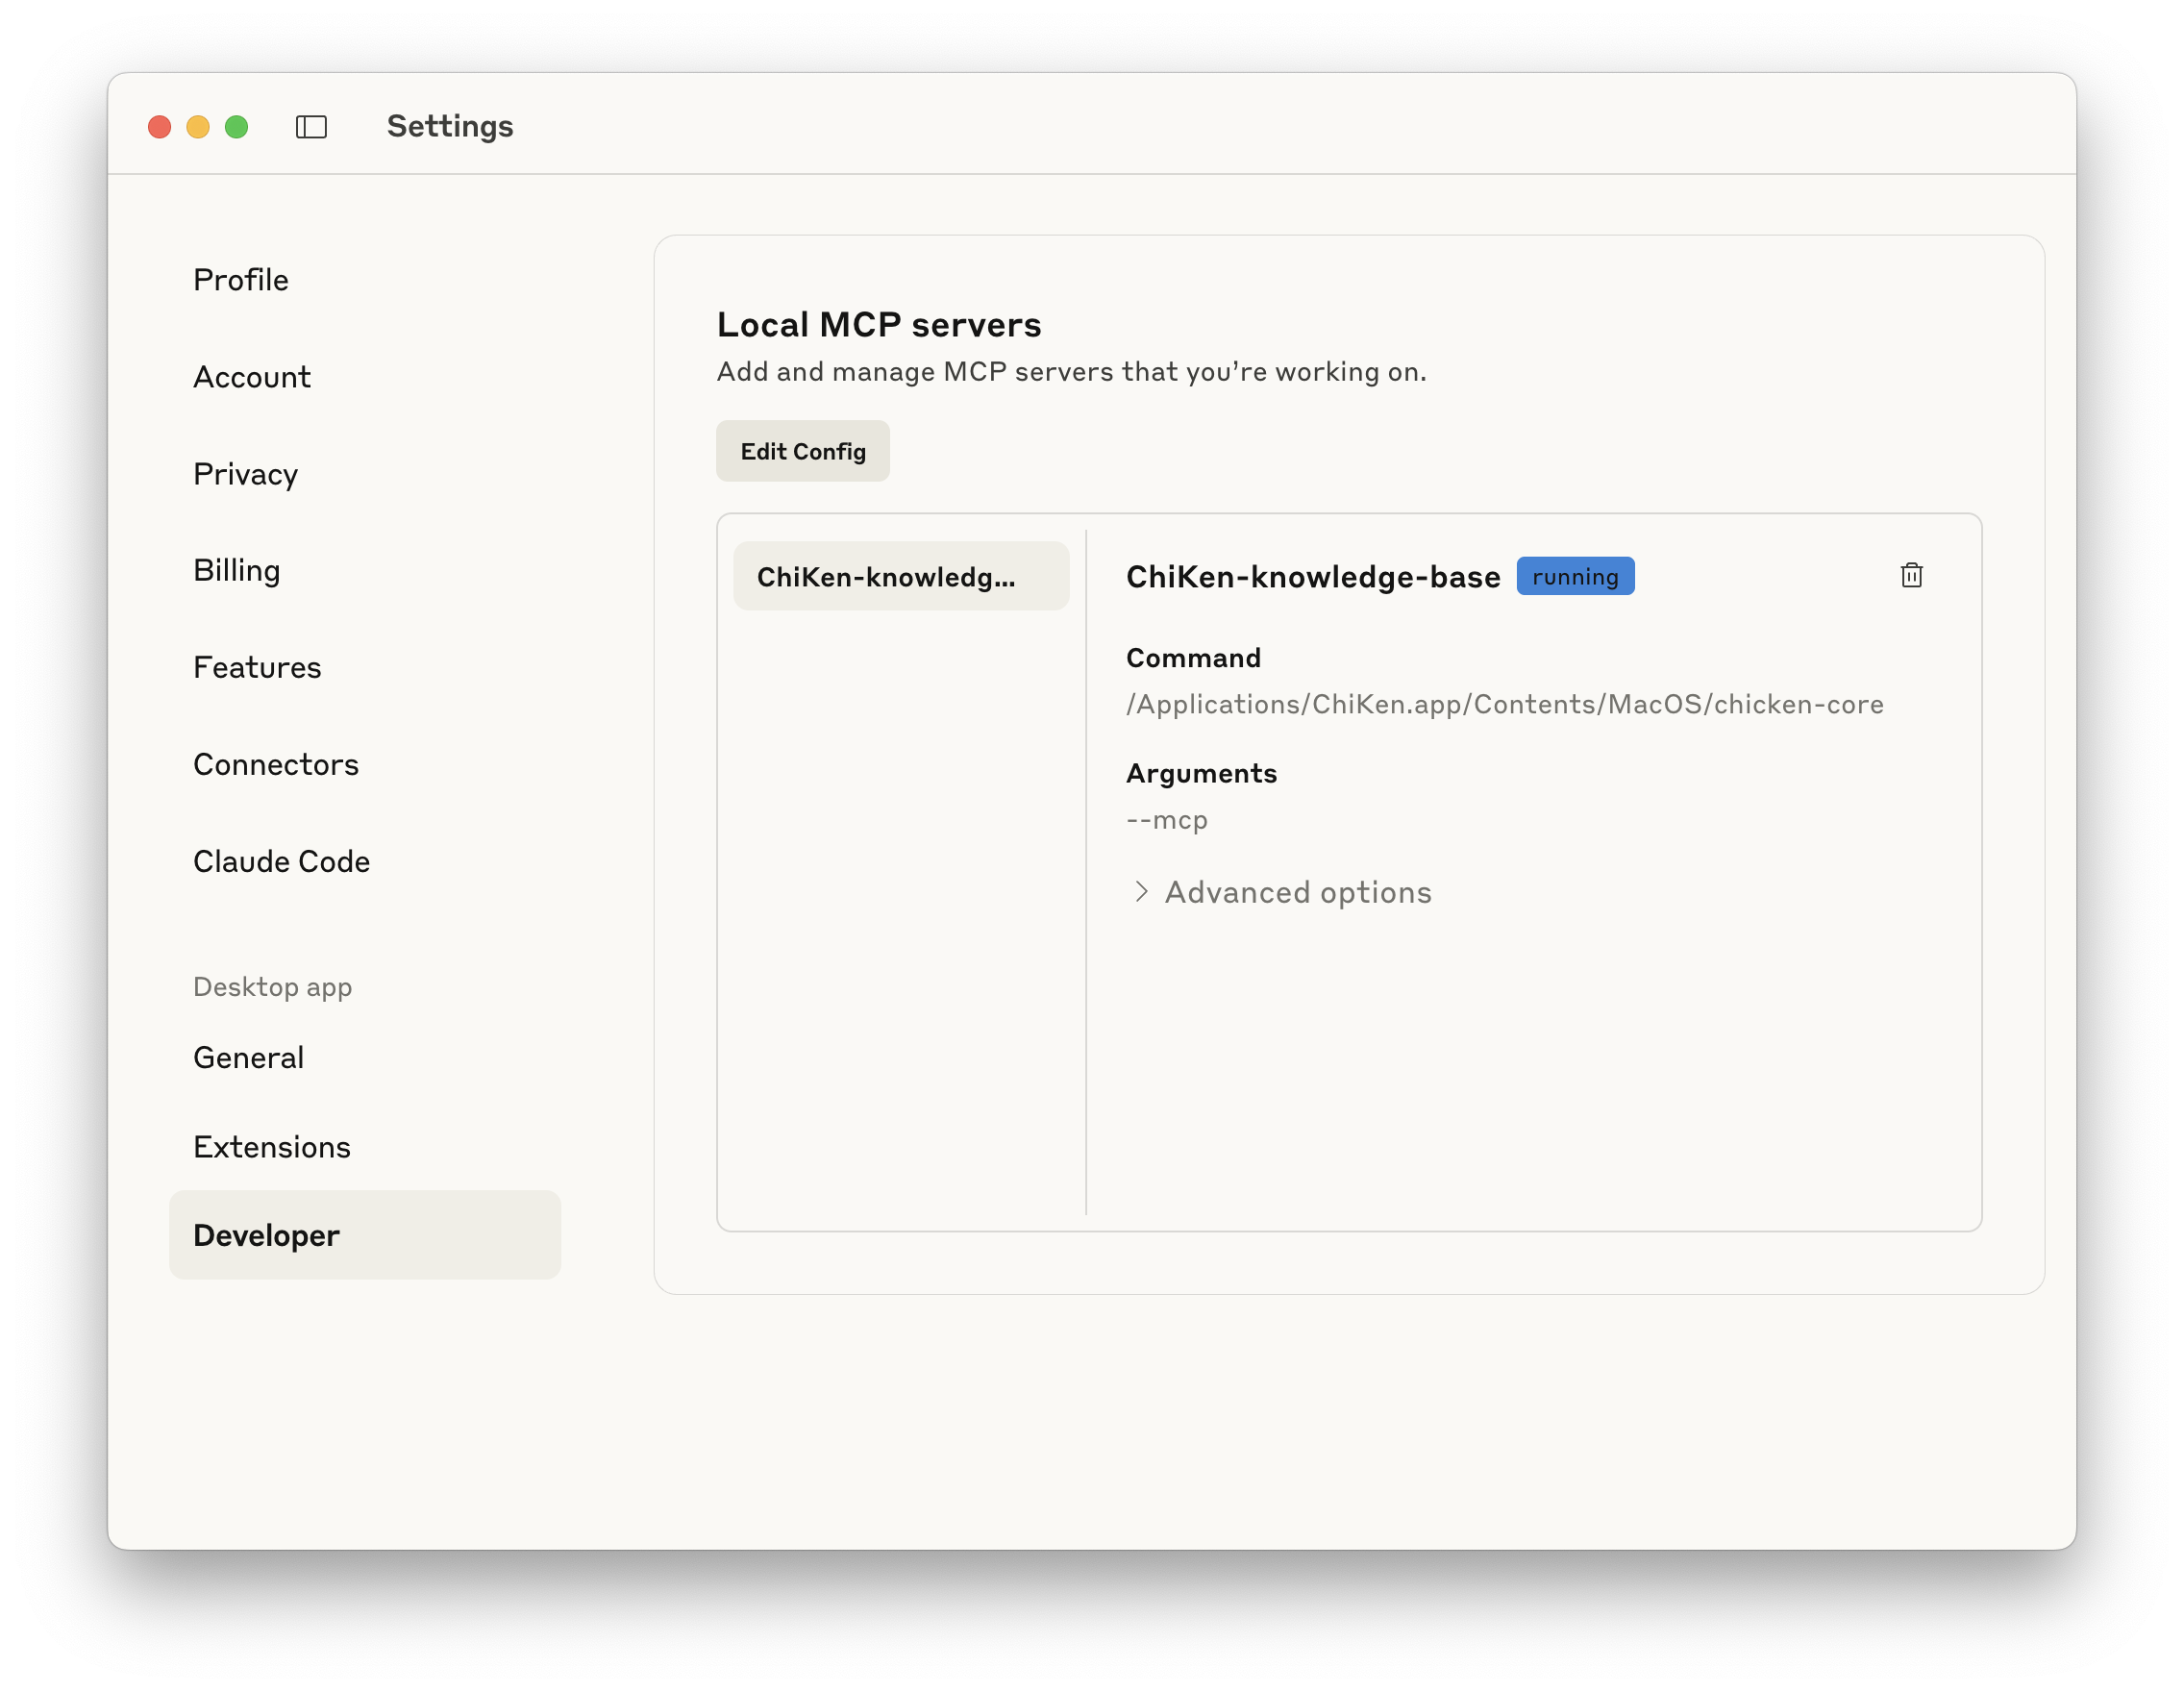 Settings
Profile
Account
Privacy
Billing
Features
Connectors
Claude Code
Desktop app
General
Extensions
Developer
Local MCP servers
Add and manage MCP servers that you’re working on.
Edit Config
ChiKen-knowledg...
ChiKen-knowledge-base running
Command
/Applications/ChiKen.app/Contents/MacOS/chicken-core
Arguments
--mcp
Advanced options